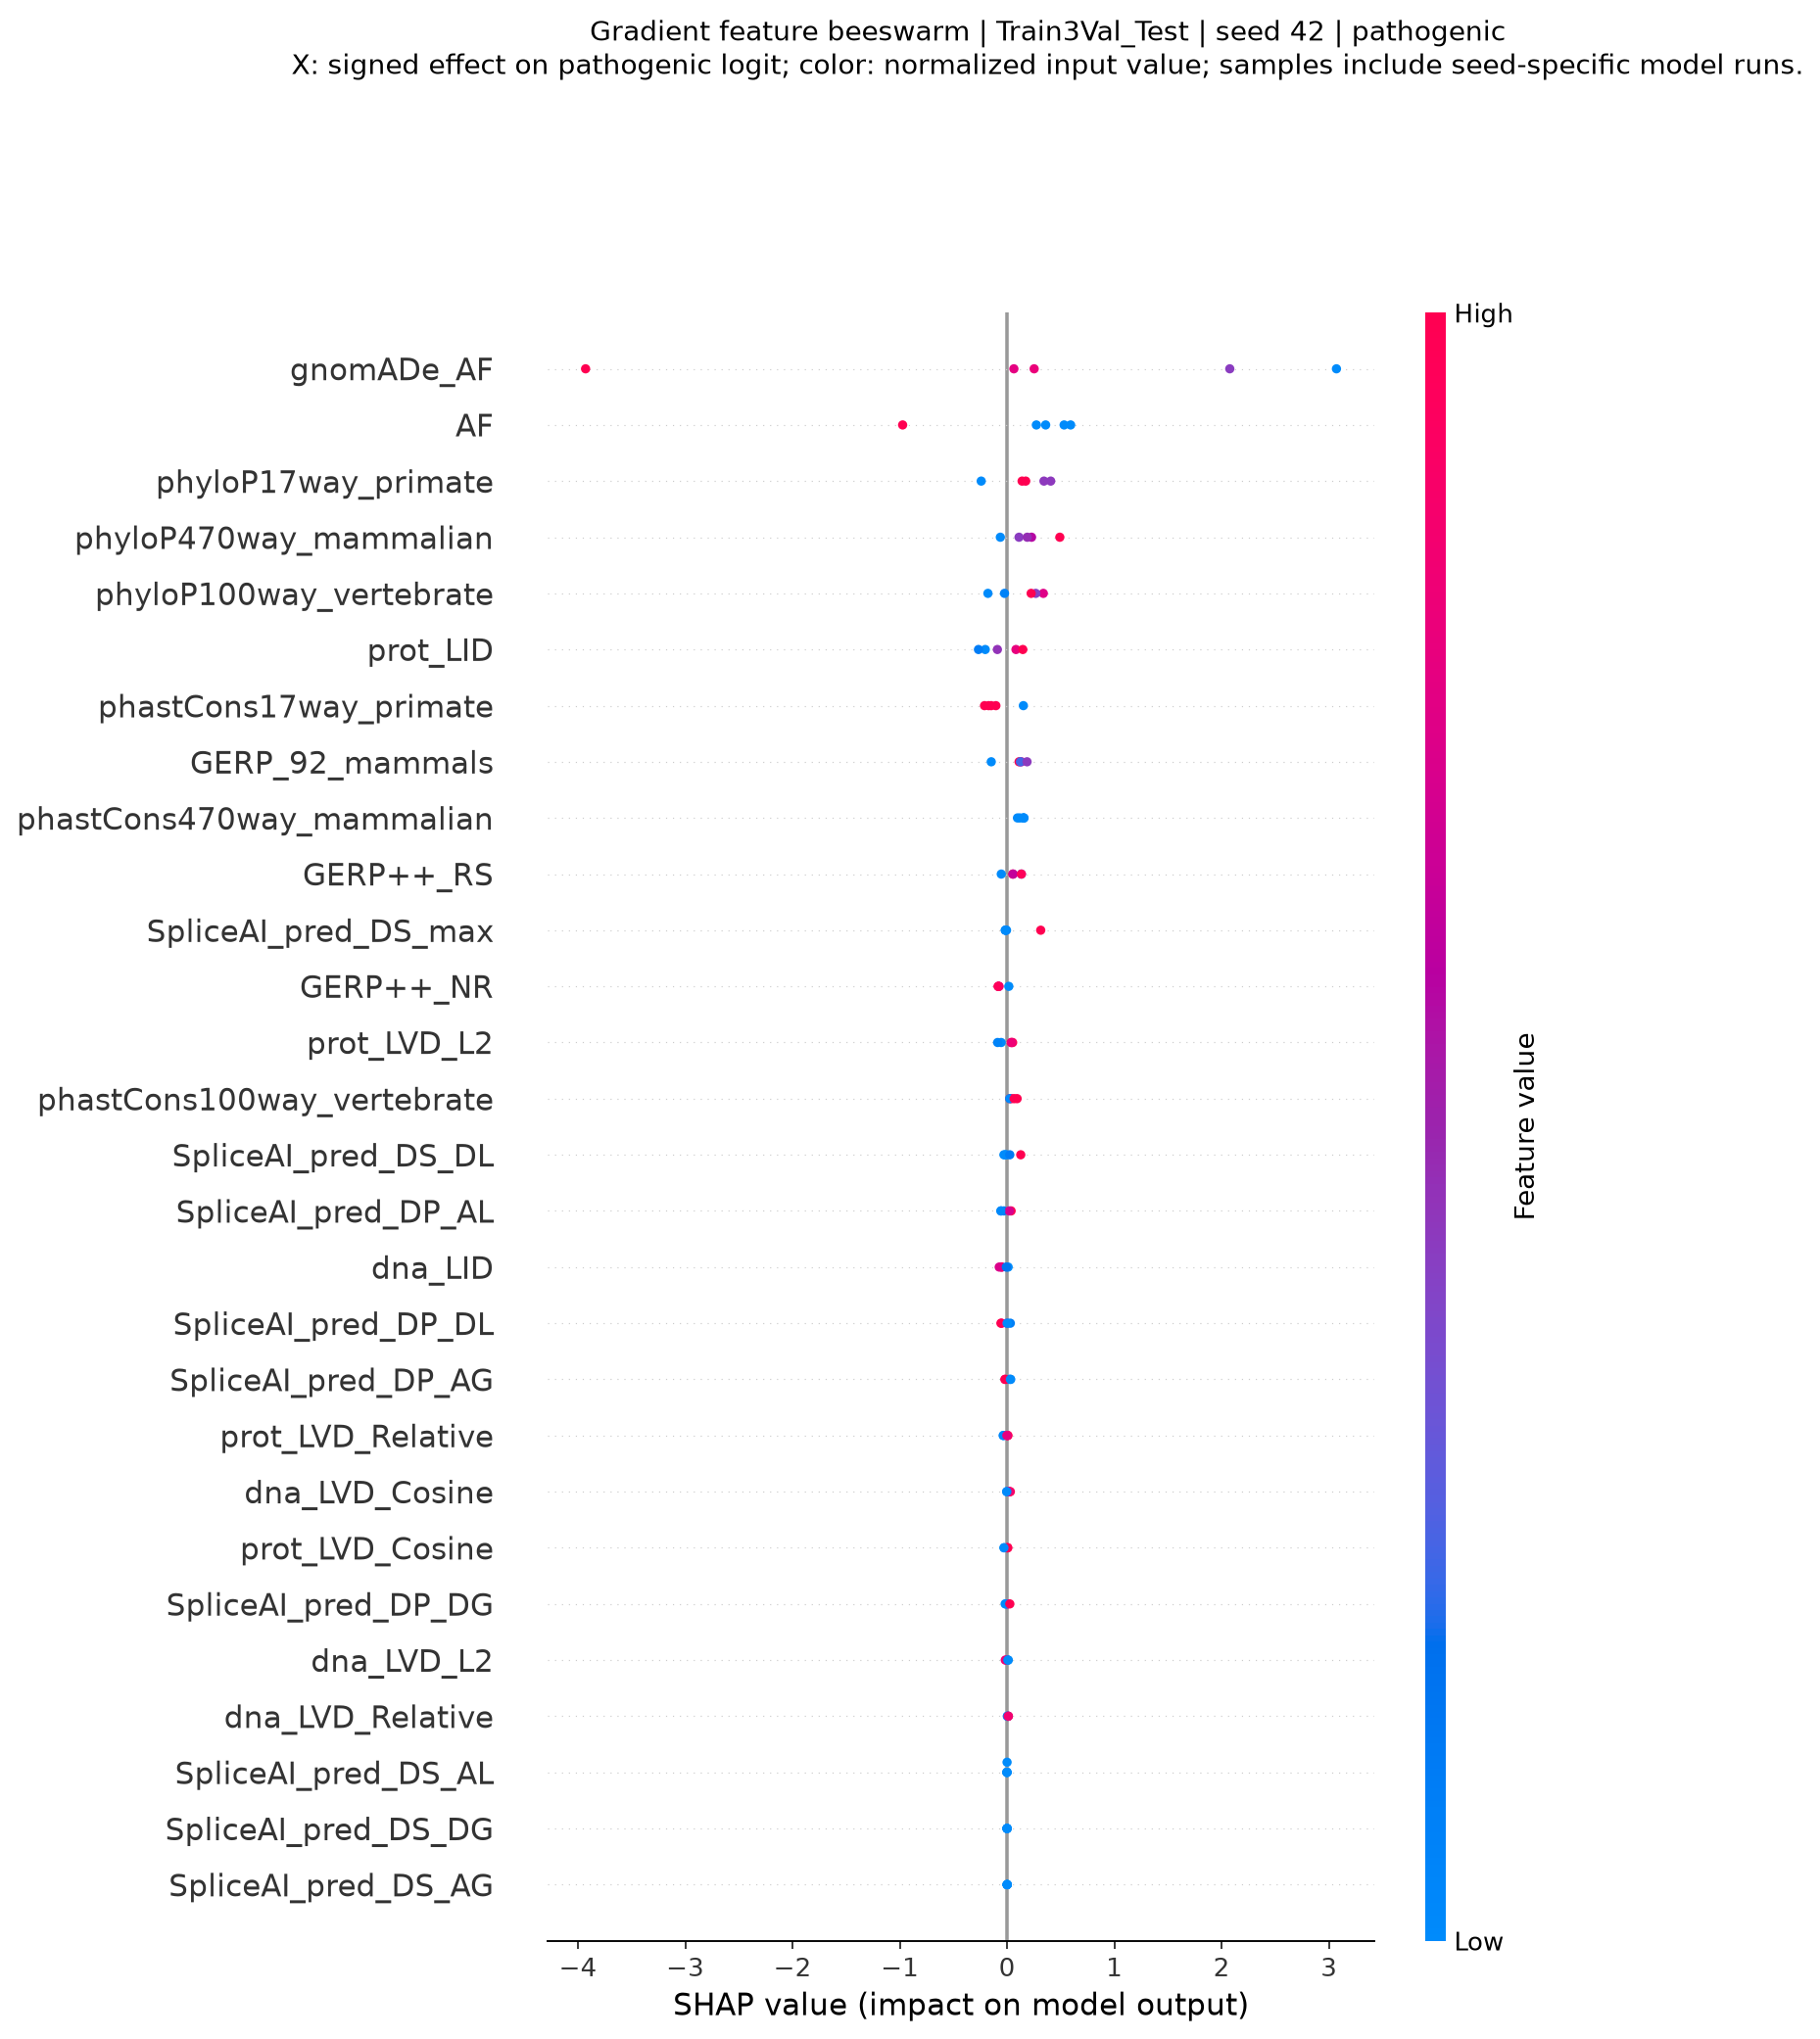 Gradient feature beeswarm | Train3Val_Test | seed 42 | pathogenic
X: signed effect on pathogenic logit; color: normalized input value; samples include seed-specific model runs.
High
gnomADe_AF
AF
phyloP17way_primate
phyloP470way_mammalian
phyloP100way_vertebrate
prot_LID
phastCons17way_primate
GERP_92_mammals
phastCons470way_mammalian
GERP++_RS
SpliceAI_pred_DS_max
GERP++_NR
prot_LVD_L2
phastCons100way_vertebrate
SpliceAI_pred_DS_DL
SpliceAI_pred_DP_AL
dna_LID
SpliceAI_pred_DP_DL
SpliceAI_pred_DP_AG
prot_LVD_Relative
dna_LVD_Cosine
prot_LVD_Cosine
SpliceAI_pred_DP_DG
dna_LVD_L2
dna_LVD_Relative
SpliceAI_pred_DS_AL
SpliceAI_pred_DS_DG
SpliceAI_pred_DS_AG
Feature value
Low
−4 −3 −2 −1 0 1 2 3
SHAP value (impact on model output)